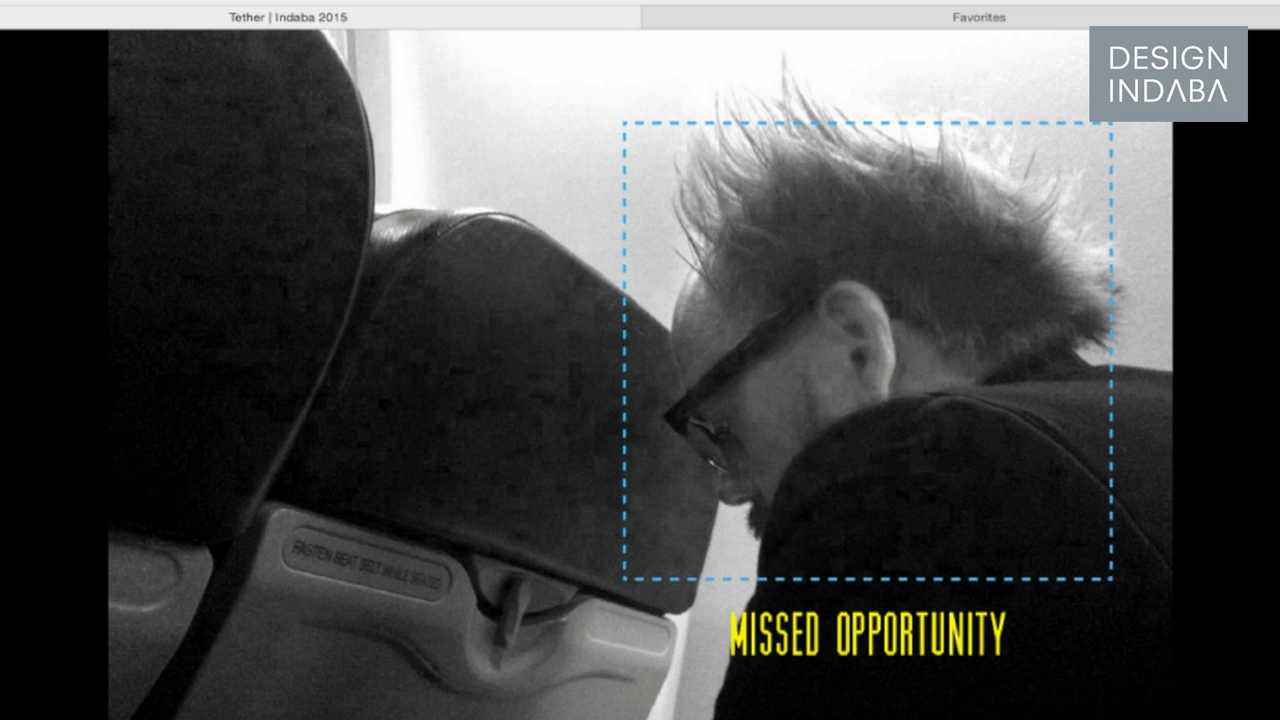 Tether | Indaba 2015
Favorites
DESIGN
INDABA
FASTEN SEAT BELT WHILE SEATED
MISSED OPPORTUNITY